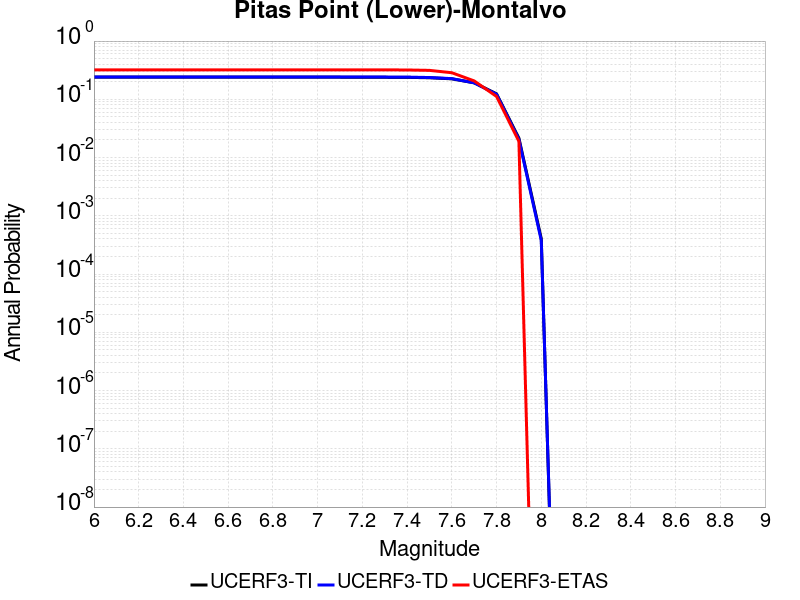 Pitas Point (Lower)-Montalvo
10^0
10^-1
10^-2
10^-3
10^-4
10^-5
10^-6
10^-7
10^-8
Annual Probability
6 6.2 6.4 6.6 6.8 7 7.2 7.4 7.6 7.8 8 8.2 8.4 8.6 8.8 9
Magnitude
UCERF3-TI UCERF3-TD UCERF3-ETAS